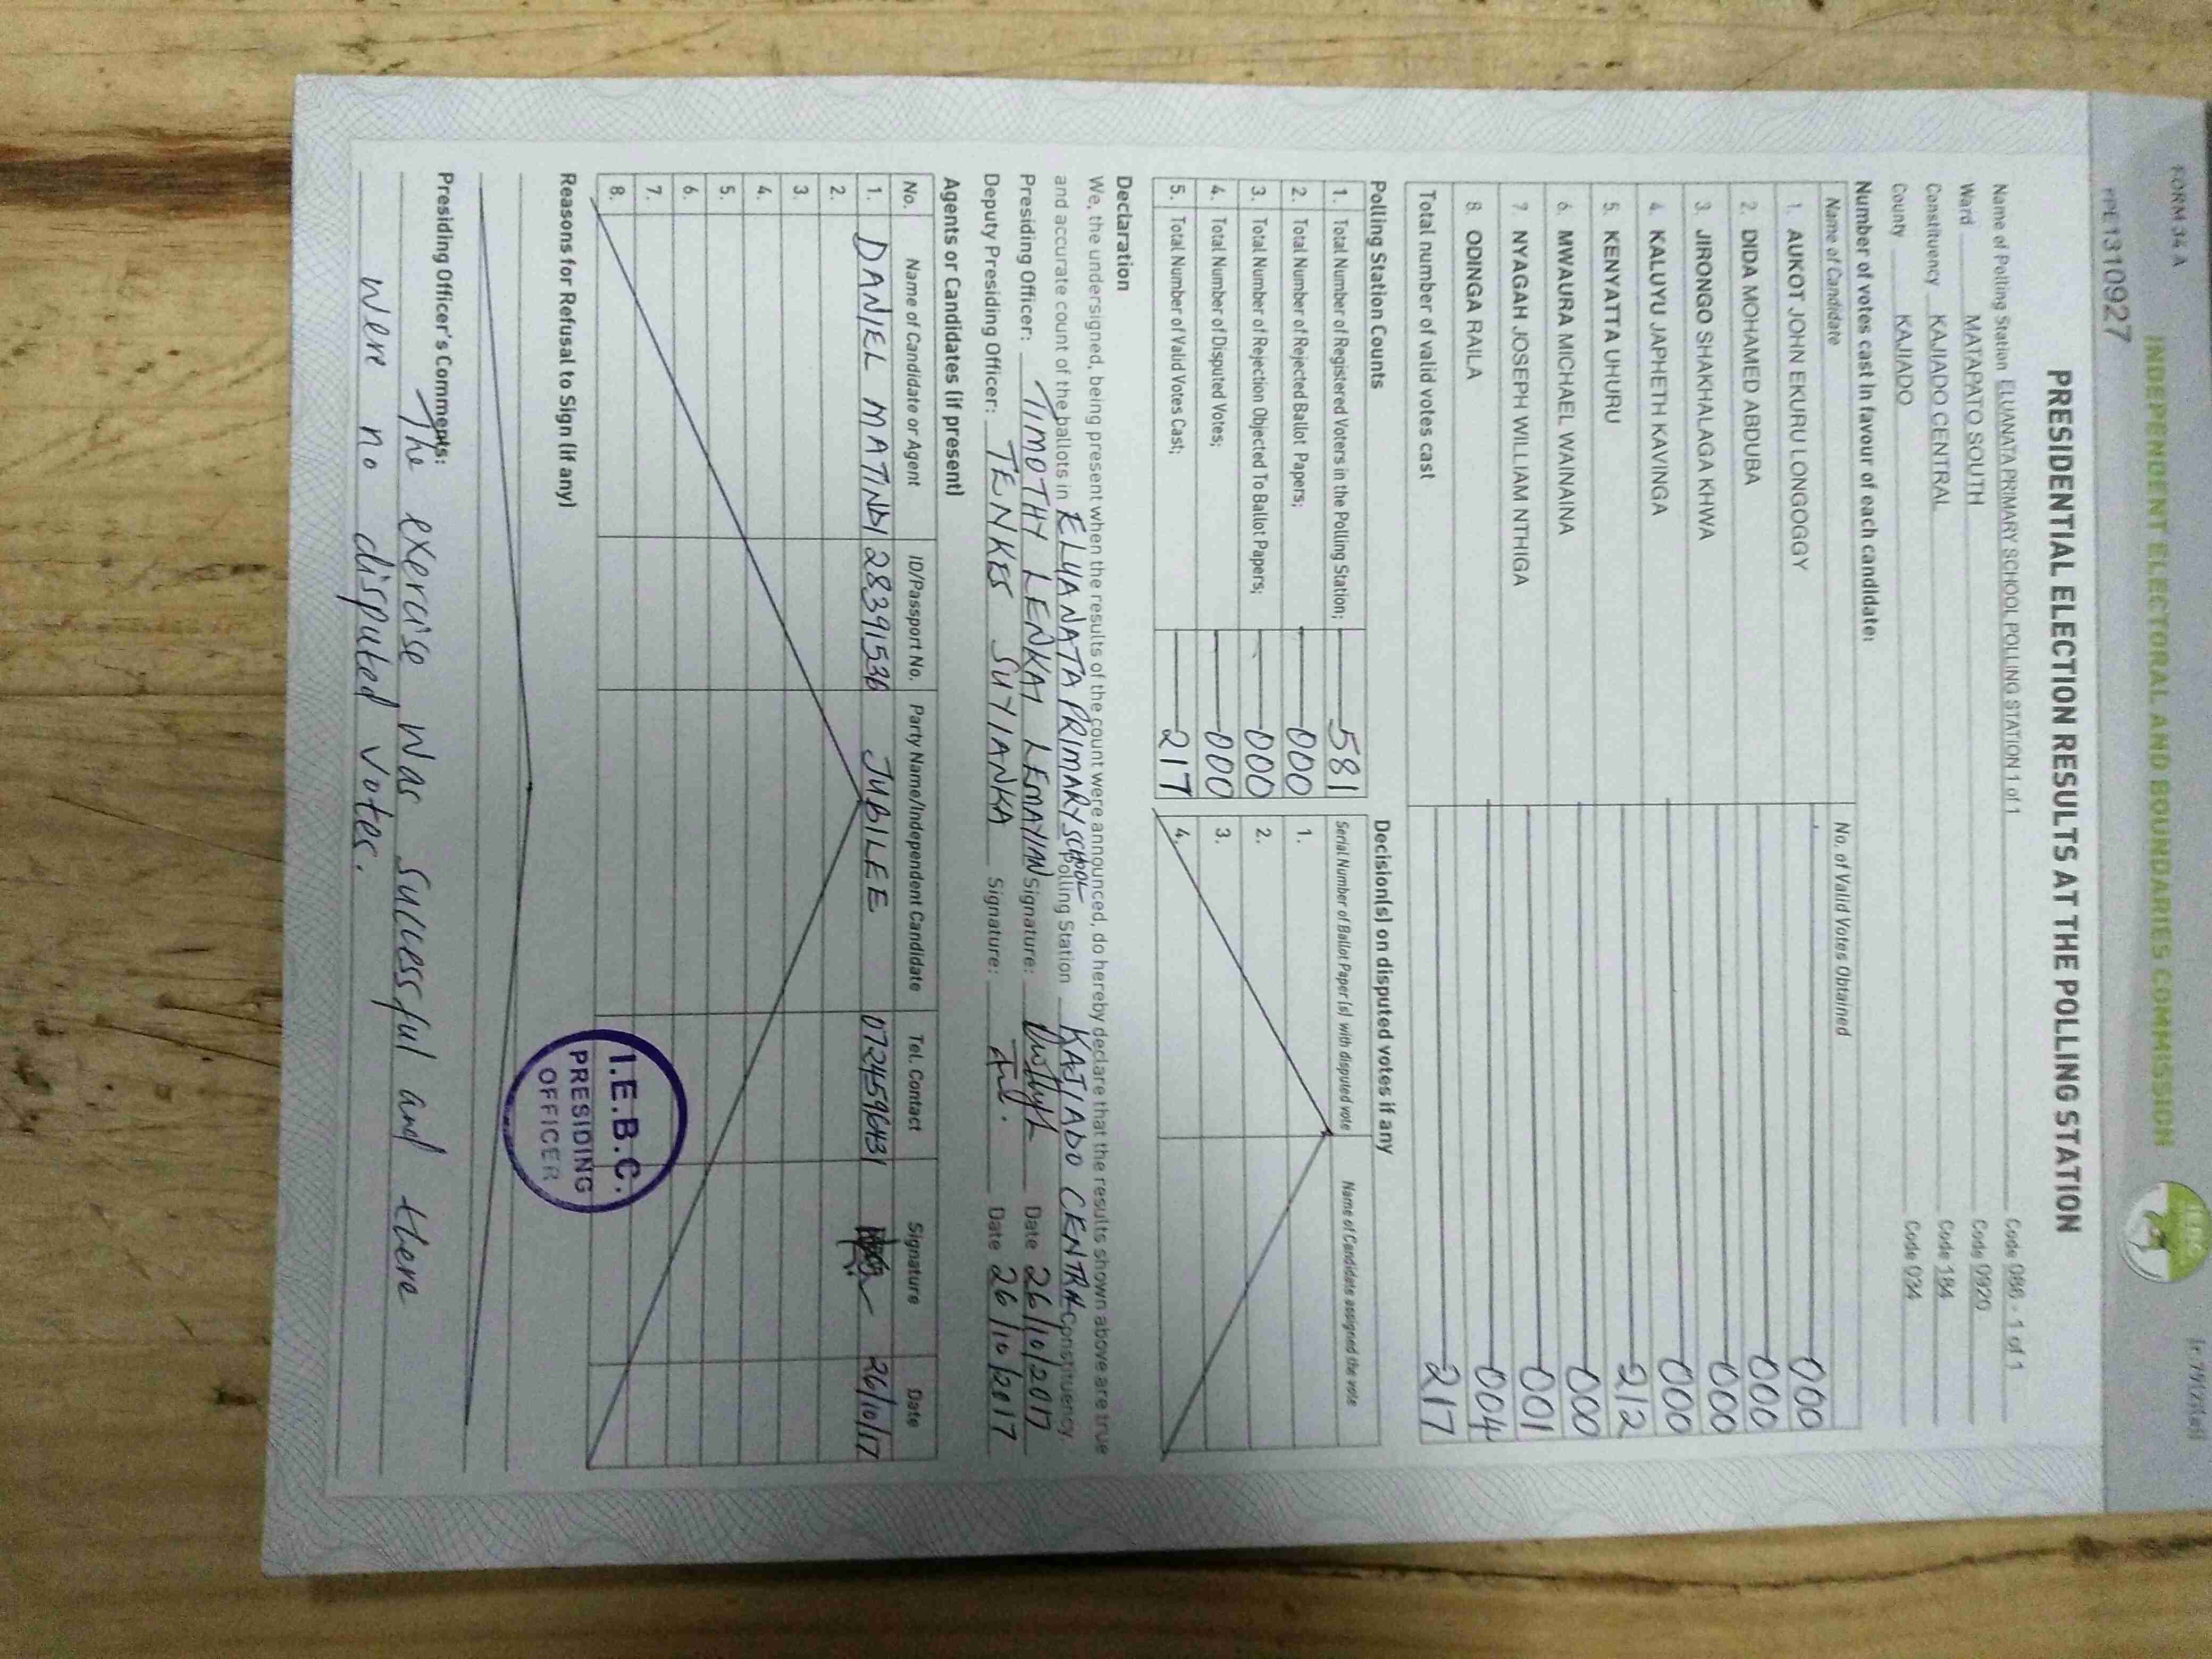 FORM 34 A
PPE1310927
INDEPENDENT ELECTORAL AND BOUNDARIES COMMISSION
IEBC
PRESIDENTIAL ELECTION RESULTS AT THE POLLING STATION
Name of Polling Station ELUANATA PRIMARY SCHOOL POLLING STATION 1 of 1 Code 088 - 1 of 1
Ward MATAPATO SOUTH Code 0920
Constituency KAJIADO CENTRAL Code 184
County KAJIADO Code 034
Number of votes cast in favour of each candidate:
Name of Candidate No. of Valid Votes Obtained
1. AUKOT JOHN EKURU LONGOGGY 000
2. DIDA MOHAMED ABDUBA 000
3. JIRONGO SHAKHALAGA KHWA 000
4. KALUYU JAPHETH KAVINGA 000
5. KENYATTA UHURU 212
6. MWAURA MICHAEL WAINAINA 000
7. NYAGAH JOSEPH WILLIAM NTHIGA 001
8. ODINGA RAILA 004
Total number of valid votes cast 217
Polling Station Counts
1. Total Number of Registered Voters in the Polling Station; 581
2. Total Number of Rejected Ballot Papers; 000
3. Total Number of Rejection Objected To Ballot Papers; 000
4. Total Number of Disputed Votes; 000
5. Total Number of Valid Votes Cast; 217
Decision(s) on disputed votes if any
Serial Number of Ballot Paper (s) with disputed vote Name of Candidate assigned the vote
1.
2.
3.
4.
Declaration
We, the undersigned, being present when the results of the count were announced, do hereby declare that the results shown above are true
and accurate count of the ballots in ELUANATA PRIMARY SCHOOL Polling Station KAJIADO CENTRAL Constituency.
Presiding Officer: TIMOTHY LENKAI LEMAYIAN Signature: Date 26/10/2017
Deputy Presiding Officer: TENKES SUYIANKA Signature: Date 26/10/2017
Agents or Candidates (if present)
No. Name of Candidate or Agent ID/Passport No. Party Name/Independent Candidate Tel. Contact Signature Date
1. DANIEL MATINDI 28391536 JUBILEE 0724596431 26/10/17
2.
3.
4.
5.
6.
7.
8.
I.E.B.C.
PRESIDING
OFFICER
Reasons for Refusal to Sign (if any)
Presiding Officer's Comments:
The exercise was successful and there
were no disputed votes.